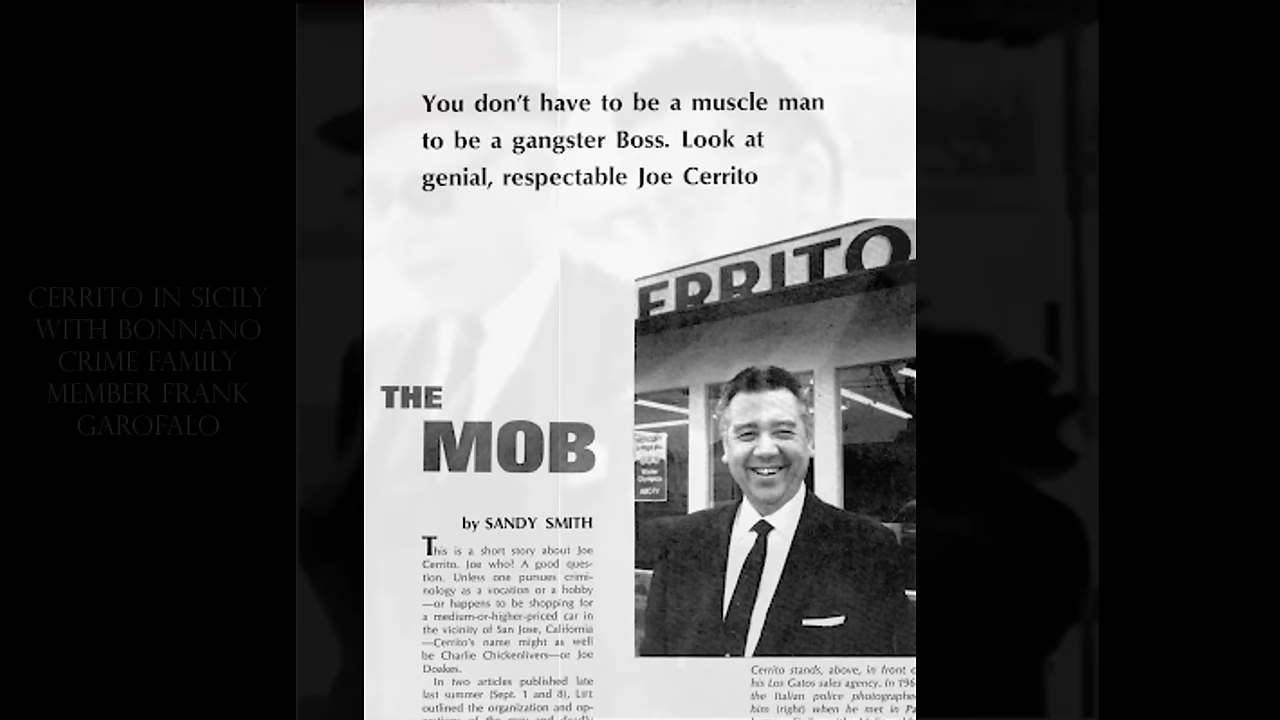 CERRITO IN SICILY
WITH BONNANO
CRIME FAMILY
MEMBER FRANK
GAROFALO
You don't have to be a muscle man
to be a gangster Boss. Look at
genial, respectable Joe Cerrito
ERRITO
THE
MOB
by SANDY SMITH
This is a short story about Joe
Cerrito. Joe who? A good ques-
tion. Unless one pursues crimi-
nology as a vocation or a hobby
—or happens to be shopping for
a medium-or-higher-priced car in
the vicinity of San Jose, California
—Cerrito's name might as well
be Charlie Chickenlivers—or Joe
Doakes.
In two articles published late
last summer (Sept. 1 and 8), LIFE
outlined the organization and op-
Cerrito stands, above, in front
his Los Gatos sales agency. In 196
the Italian police photographe
him (right) when he met in Pa